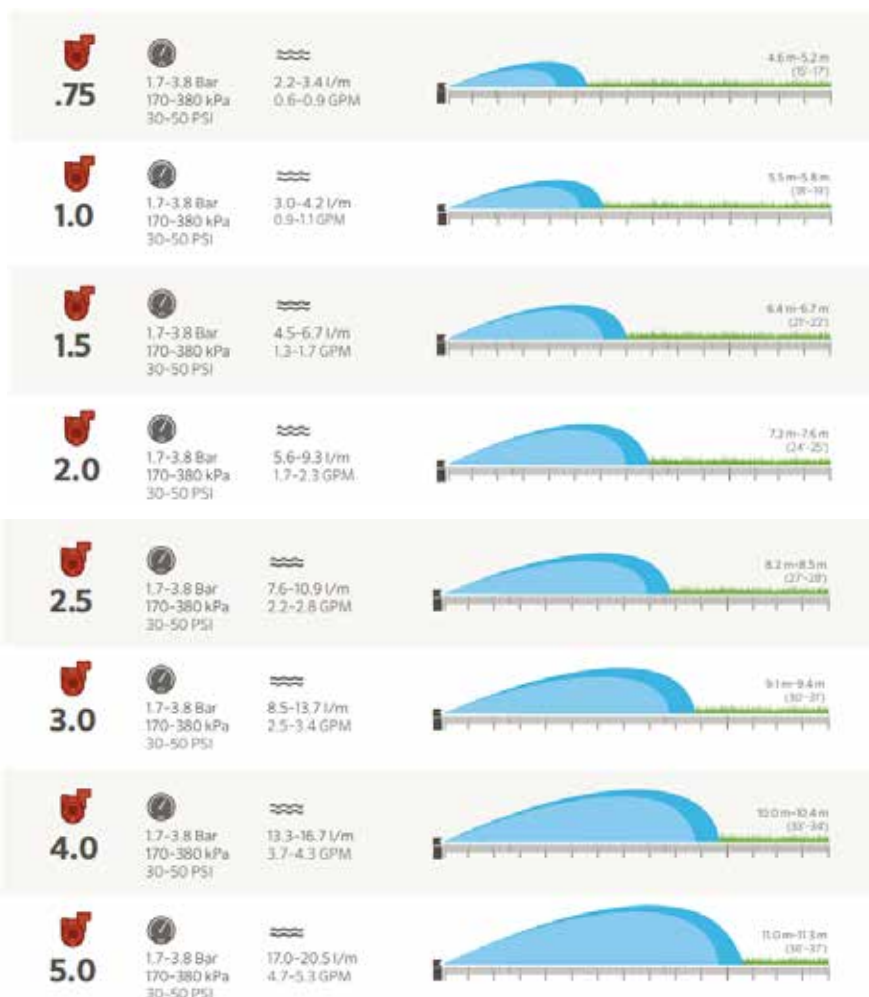 .75
1.7-3.8 Bar
170-380 kPa
30-50 PSI
2.2-3.4 l/m
0.6-0.9 GPM
4.6 m-5.2 m
(15'-17')
1.0
1.7-3.8 Bar
170-380 kPa
30-50 PSI
3.0-4.2 l/m
0.9-1.1 GPM
5.5 m-5.8 m
(18'-19')
1.5
1.7-3.8 Bar
170-380 kPa
30-50 PSI
4.5-6.7 l/m
1.3-1.7 GPM
6.4 m-6.7 m
(21'-22')
2.0
1.7-3.8 Bar
170-380 kPa
30-50 PSI
5.6-9.3 l/m
1.7-2.3 GPM
7.3 m-7.6 m
(24'-25')
2.5
1.7-3.8 Bar
170-380 kPa
30-50 PSI
7.6-10.9 l/m
2.2-2.8 GPM
8.2 m-8.5 m
(27'-28')
3.0
1.7-3.8 Bar
170-380 kPa
30-50 PSI
8.5-13.7 l/m
2.5-3.4 GPM
9.1 m-9.4 m
(30'-31')
4.0
1.7-3.8 Bar
170-380 kPa
30-50 PSI
13.3-16.7 l/m
3.7-4.3 GPM
10.0 m-10.4 m
(33'-34')
5.0
1.7-3.8 Bar
170-380 kPa
30-50 PSI
17.0-20.5 l/m
4.7-5.3 GPM
11.0 m-11.3 m
(36'-37')